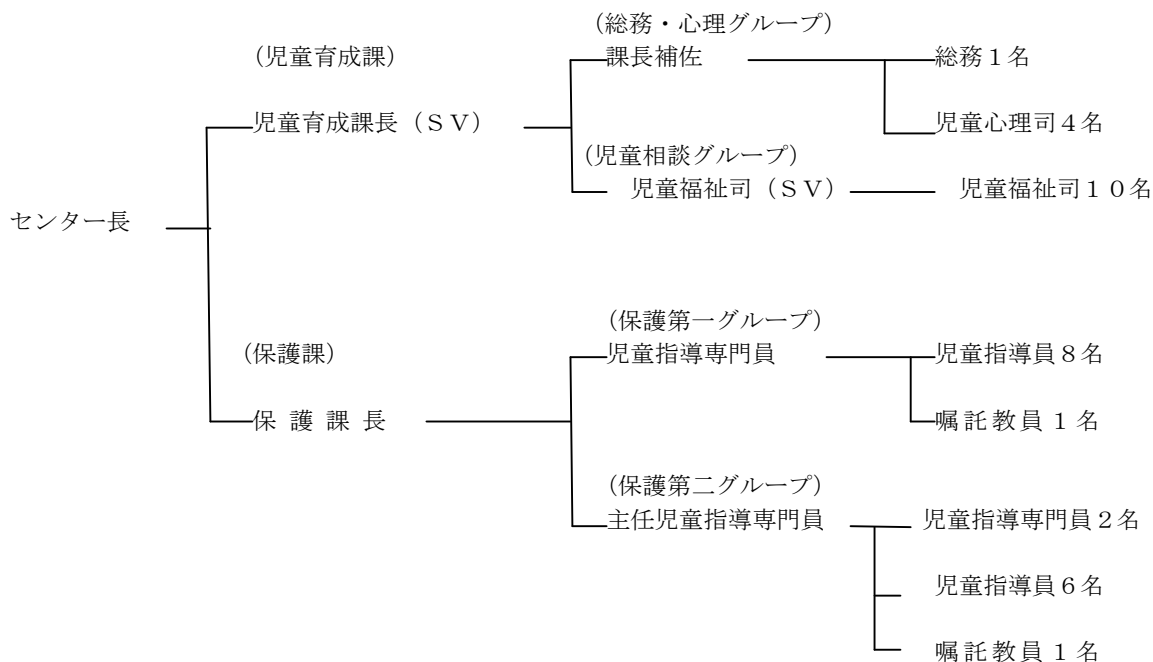 (総務・心理グループ)
(児童育成課) 課長補佐 総務１名
児童育成課長（ＳＶ） 児童心理司４名
(児童相談グループ)
児童福祉司（ＳＶ） 児童福祉司１０名
センター長
(保護第一グループ)
(保護課) 児童指導専門員 児童指導員８名
保 護 課 長 嘱託教員 1 名
(保護第二グループ)
主任児童指導専門員 児童指導専門員２名
児童指導員６名
嘱託教員 1 名